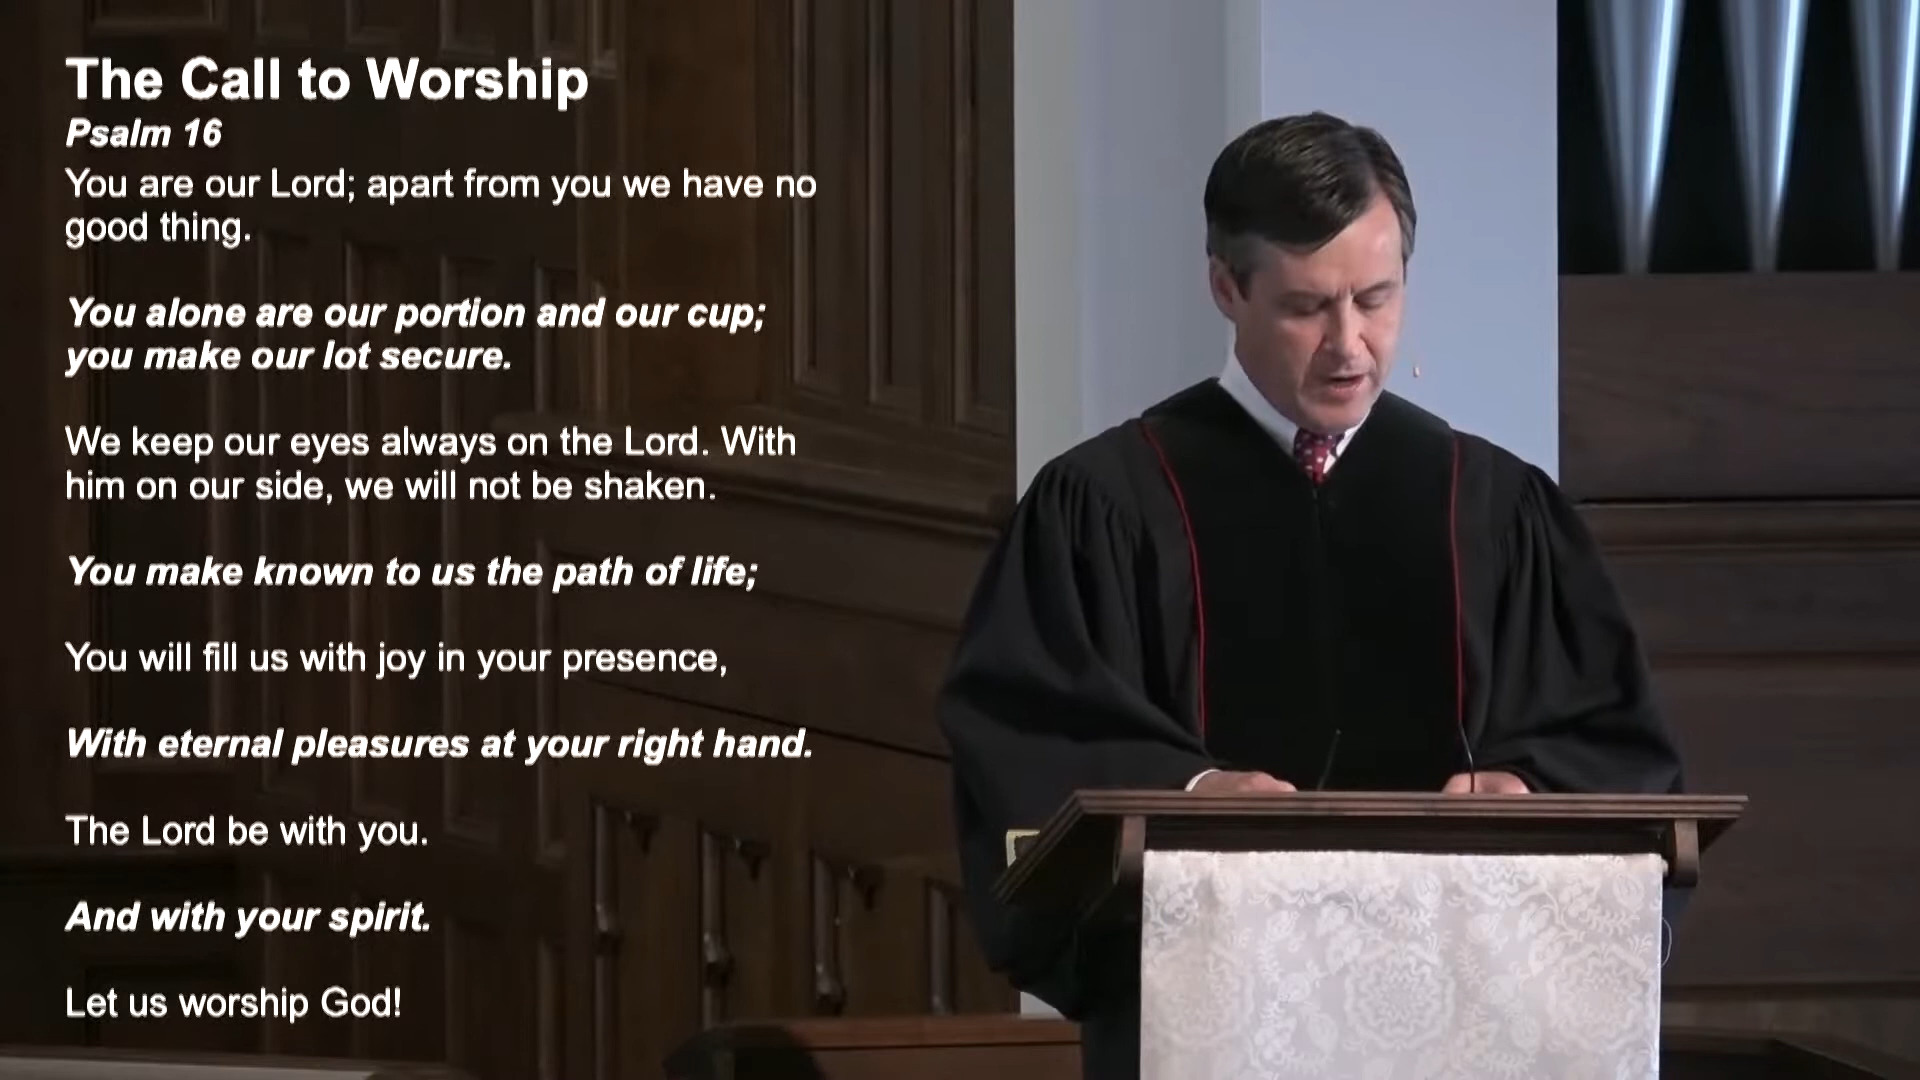 The Call to Worship
Psalm 16
You are our Lord; apart from you we have no
good thing.
You alone are our portion and our cup;
you make our lot secure.
We keep our eyes always on the Lord. With
him on our side, we will not be shaken.
You make known to us the path of life;
You will fill us with joy in your presence,
With eternal pleasures at your right hand.
The Lord be with you.
And with your spirit.
Let us worship God!